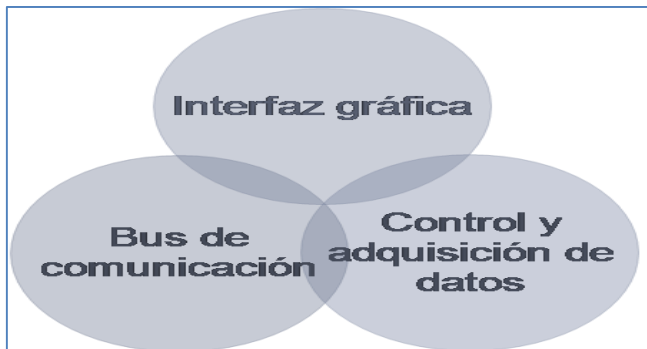 Interfaz gráfica
Bus de
comunicación
Control y
adquisición de
datos